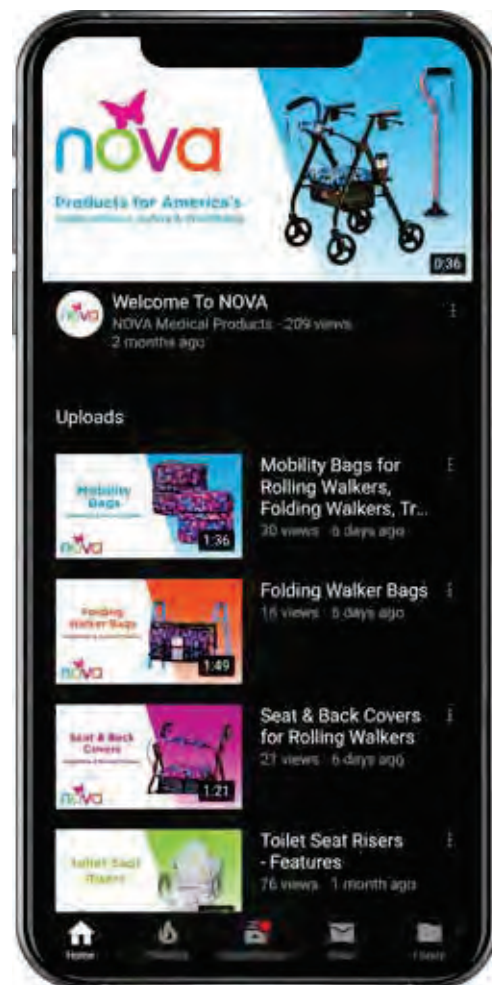 nova
Products for America's
0:36
nova
Welcome To NOVA
NOVA Medical Products 209 views
2 months ago
Uploads
Mobility
Bags
nova
1:36
Mobility Bags for
Rolling Walkers,
Folding Walkers, Tr...
30 views 6 days ago
Folding
Walker Bags
nova
1:49
Folding Walker Bags
16 views 6 days ago
Seat & Back
Covers
nova
1:21
Seat & Back Covers
for Rolling Walkers
21 views 6 days ago
Toilet Seat
Risers
Toilet Seat Risers
- Features
76 views 1 month ago
Home